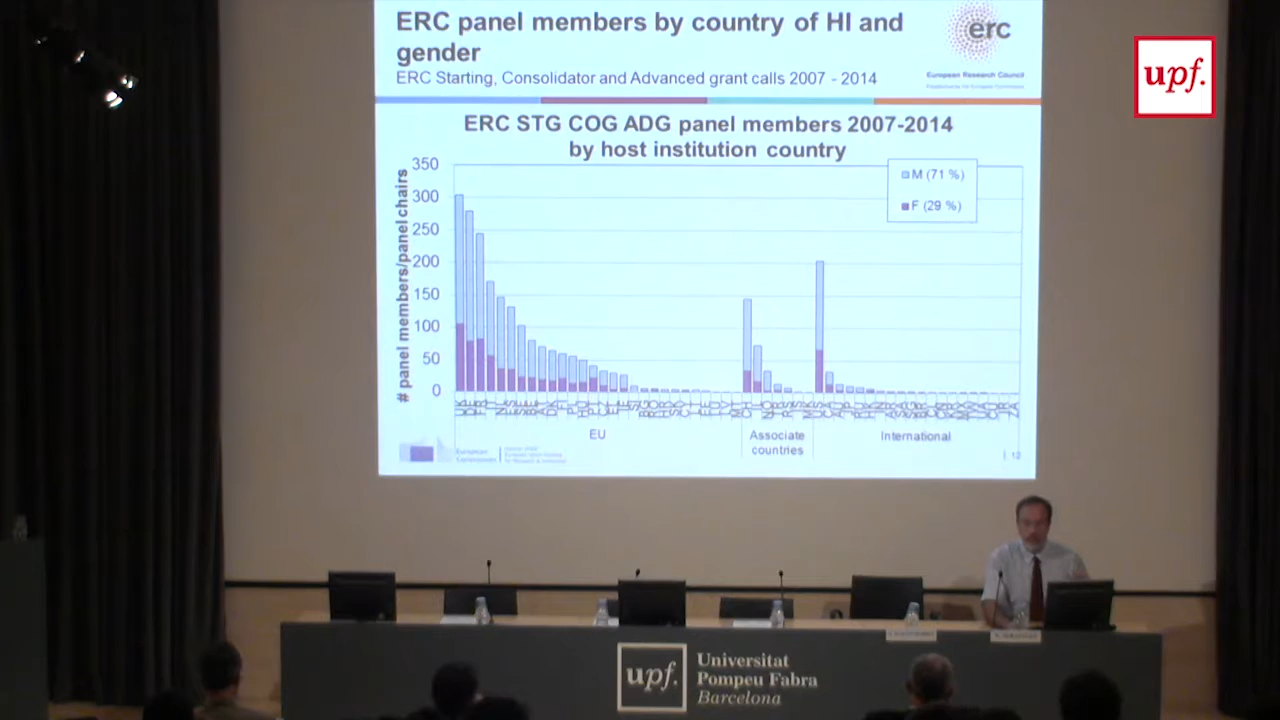 ERC panel members by country of HI and
gender
ERC Starting, Consolidator and Advanced grant calls 2007 - 2014
erc
European Research Council
upf.
ERC STG COG ADG panel members 2007-2014
by host institution country
# panel members/panel chairs
350
300
250
200
150
100
50
0
M (71 %)
F (29 %)
EU
Associate
countries
International
European
Commission
12
upf.
Universitat
Pompeu Fabra
Barcelona